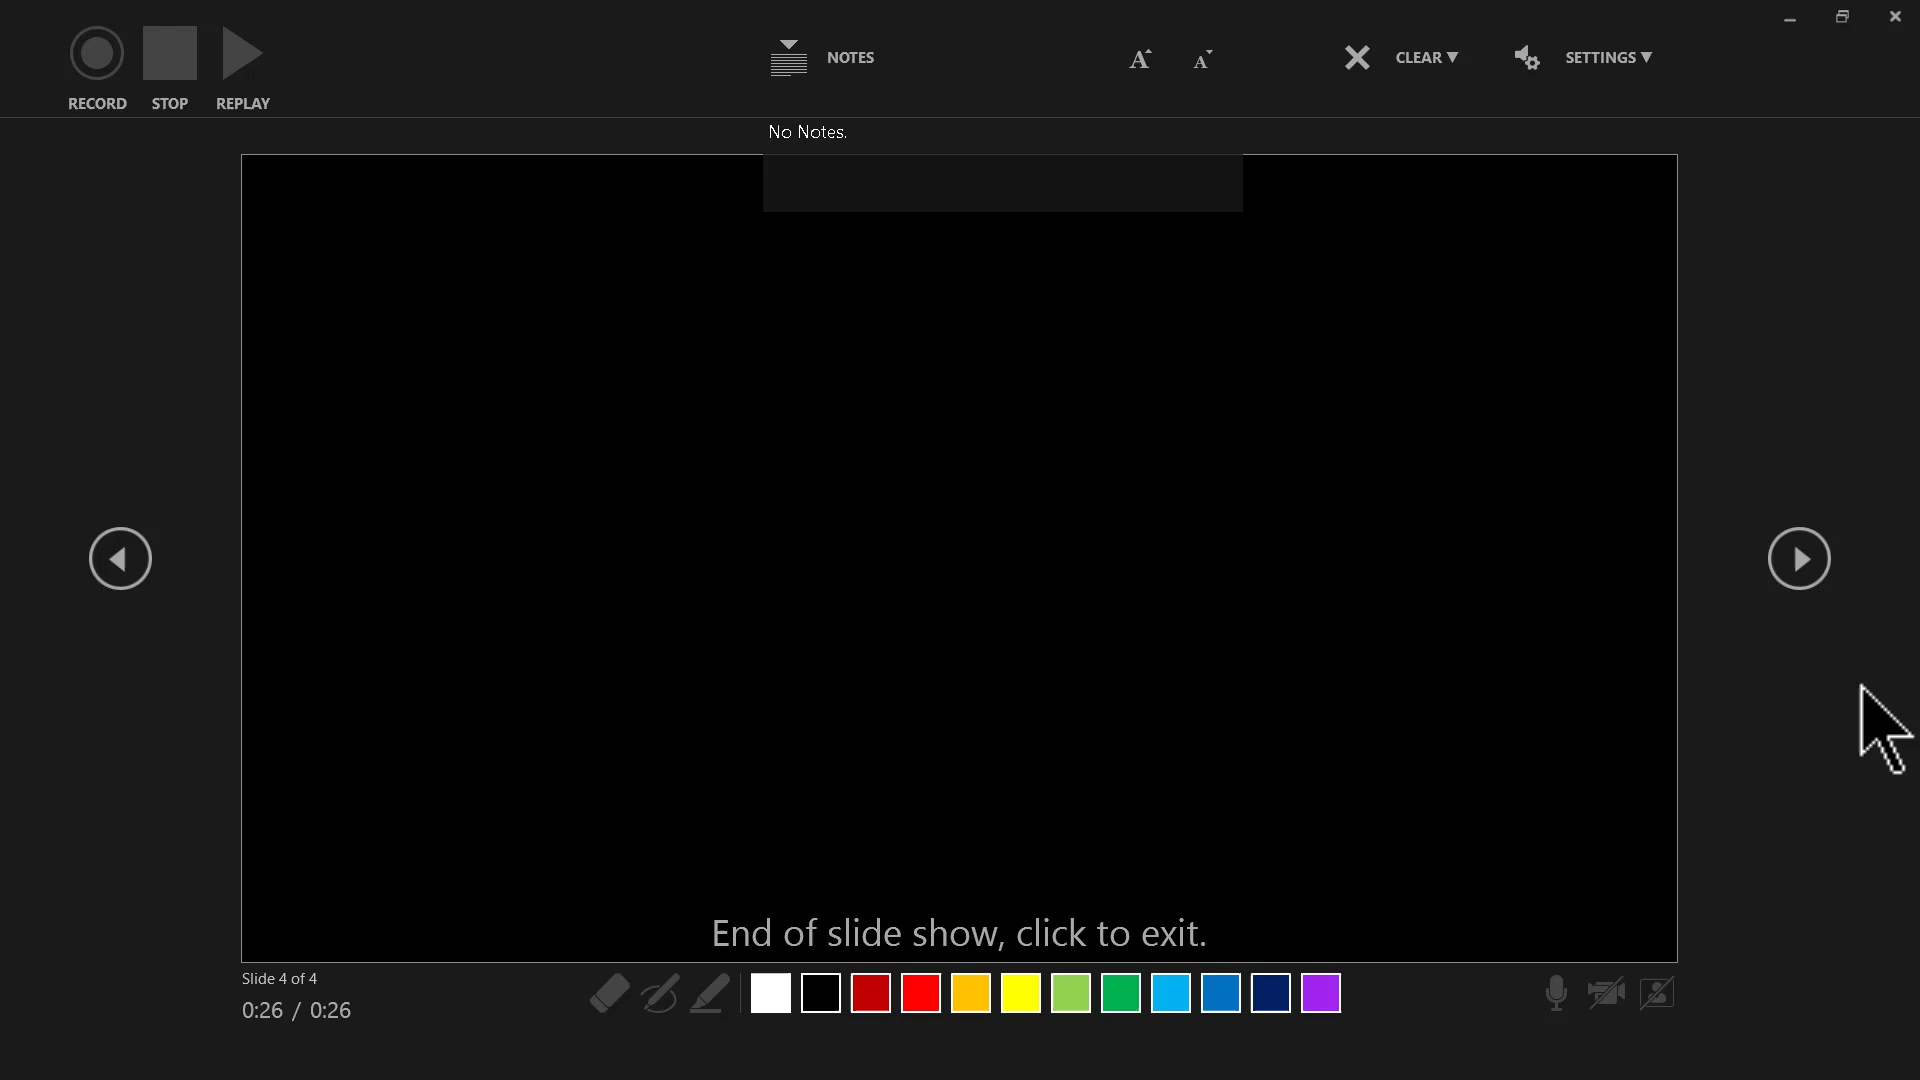 NOTES
A A
CLEAR▼
SETTINGS▼
RECORD STOP REPLAY
No Notes.
End of slide show, click to exit.
Slide 4 of 4
0:26 / 0:26